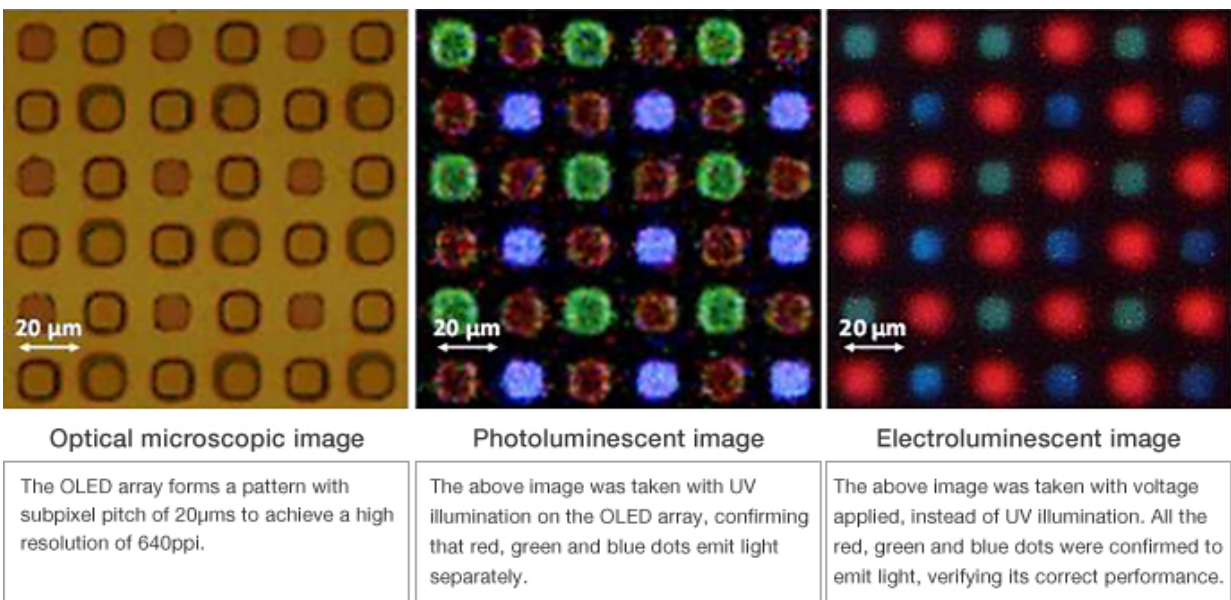 20 μm
20 μm
20 μm
Optical microscopic image
Photoluminescent image
Electroluminescent image
The OLED array forms a pattern with
subpixel pitch of 20μms to achieve a high
resolution of 640ppi.
The above image was taken with UV
illumination on the OLED array, confirming
that red, green and blue dots emit light
separately.
The above image was taken with voltage
applied, instead of UV illumination. All the
red, green and blue dots were confirmed to
emit light, verifying its correct performance.